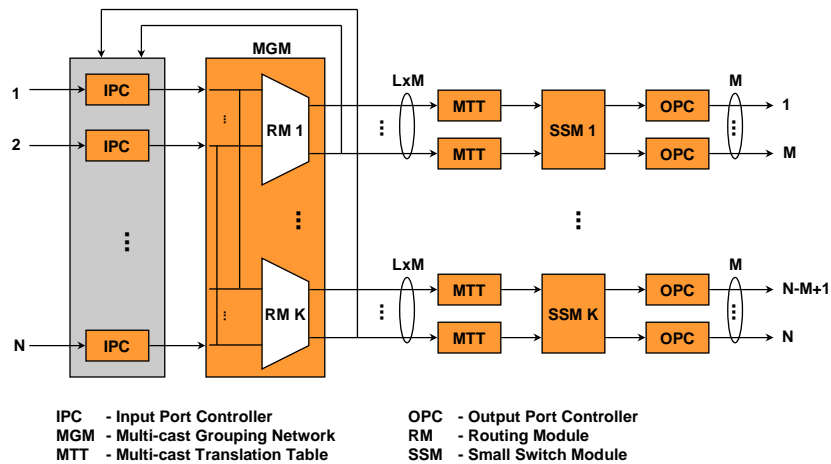 MGM
1 IPC
2 IPC
...
N IPC
RM 1
...
RM K
...
LxM
MTT
...
MTT
SSM 1
OPC
OPC
M
1
...
M
...
LxM
MTT
...
MTT
SSM K
OPC
OPC
M
N-M+1
...
N
IPC - Input Port Controller
MGM - Multi-cast Grouping Network
MTT - Multi-cast Translation Table
OPC - Output Port Controller
RM - Routing Module
SSM - Small Switch Module